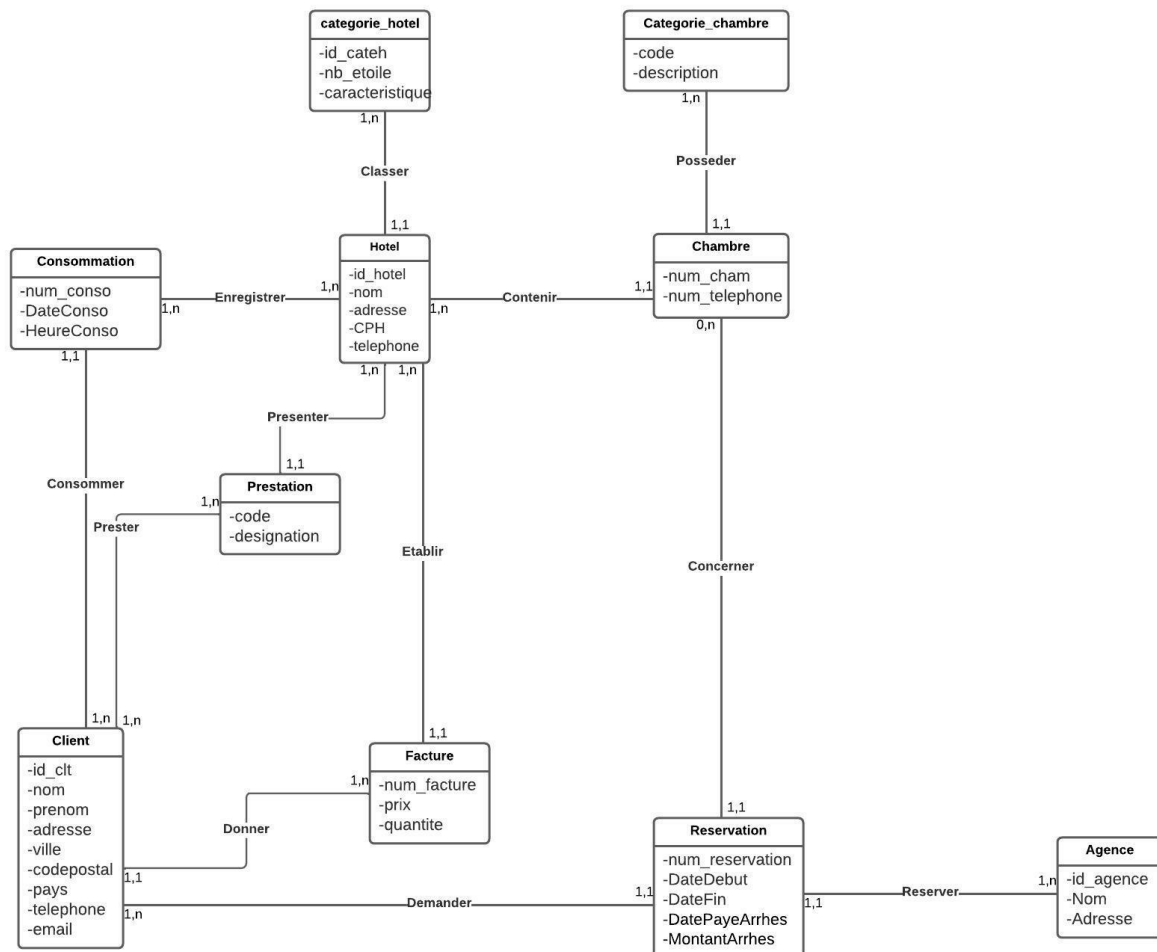 categorie_hotel
-id_cateh
-nb_etoile
-caracteristique
1,n
Categorie_chambre
-code
-description
1,n
Classer
Posseder
1,1
1,1
Hotel
-id_hotel
-nom
-adresse
-CPH
-telephone
Chambre
-num_cham
-num_telephone
Consommation
-num_conso
-DateConso
-HeureConso
1,n
Enregistrer
1,n
1,n
Contenir
1,1
0,n
1,1
1,n
1,n
Presenter
1,1
Consommer
Prestation
-code
-designation
1,n
Prester
Etablir
Concerner
1,n
1,n
1,1
1,1
Client
-id_clt
-nom
-prenom
-adresse
-ville
-codepostal
-pays
-telephone
-email
Facture
-num_facture
-prix
-quantite
1,n
Donner
1,1
1,n
Demander
1,1
Reservation
-num_reservation
-DateDebut
-DateFin
-DatePayeArrhes
-MontantArrhes
1,1
Reserver
1,n
Agence
-id_agence
-Nom
-Adresse